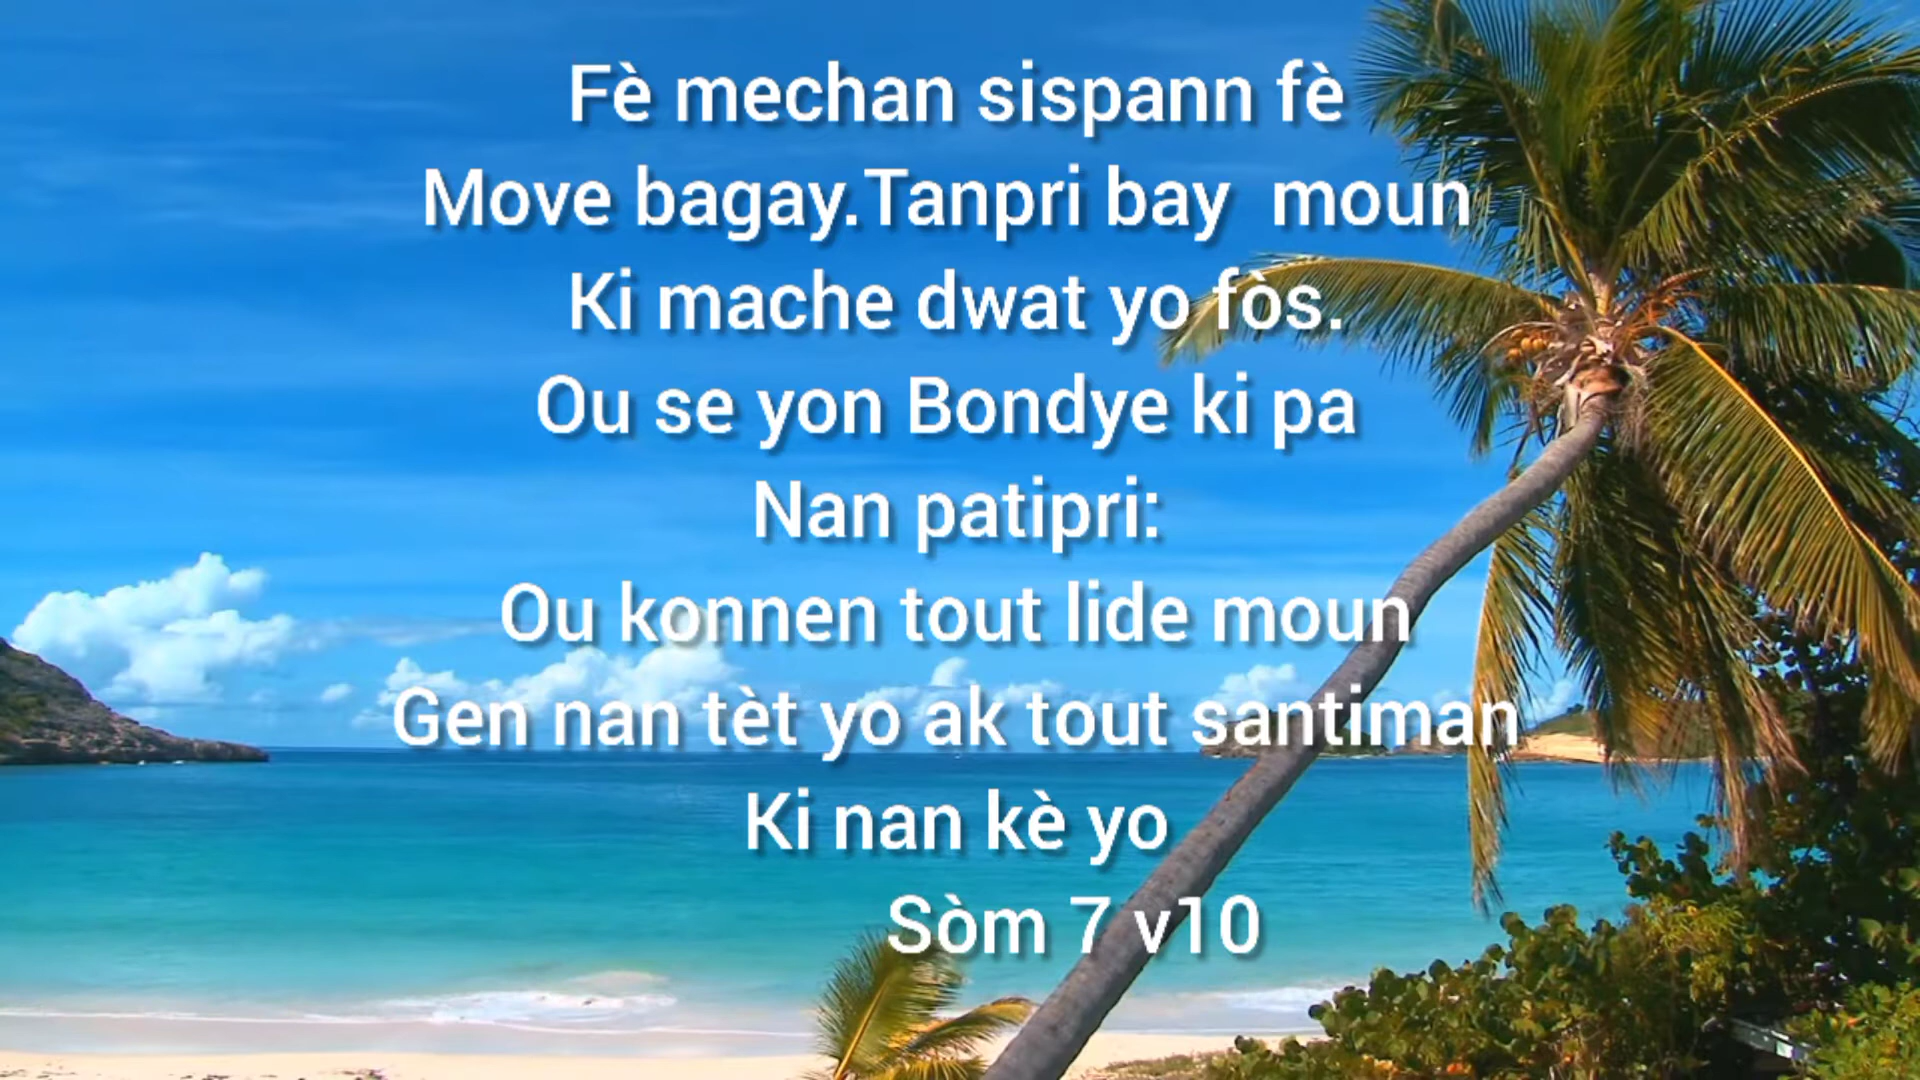 Fè mechan sispann fè
Move bagay.Tanpri bay  moun
Ki mache dwat yo fòs.
Ou se yon Bondye ki pa
Nan patipri:
Ou konnen tout lide moun
Gen nan tèt yo ak tout santiman
Ki nan kè yo
Sòm 7 v10